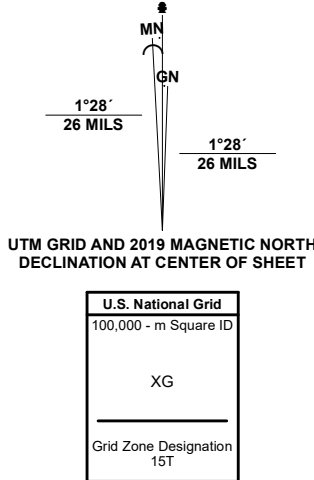 MN
GN
1°28´
26 MILS
1°28´
26 MILS
UTM GRID AND 2019 MAGNETIC NORTH
DECLINATION AT CENTER OF SHEET
U.S. National Grid
100,000 - m Square ID
XG
Grid Zone Designation
15T